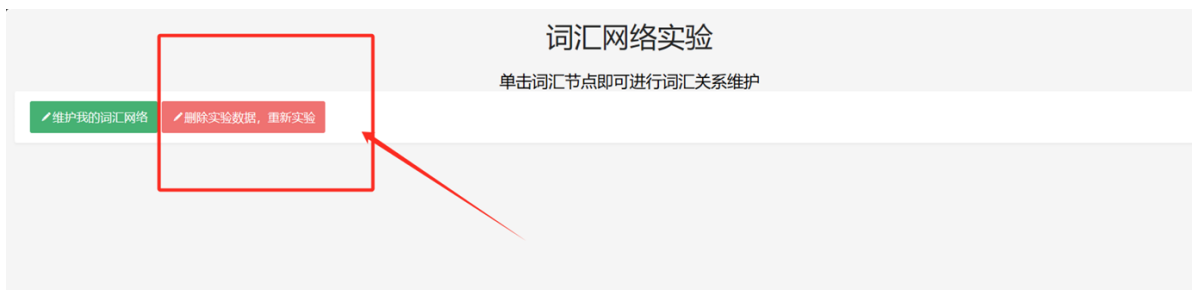 词汇网络实验
单击词汇节点即可进行词汇关系维护
维护我的词汇网络 删除实验数据，重新实验